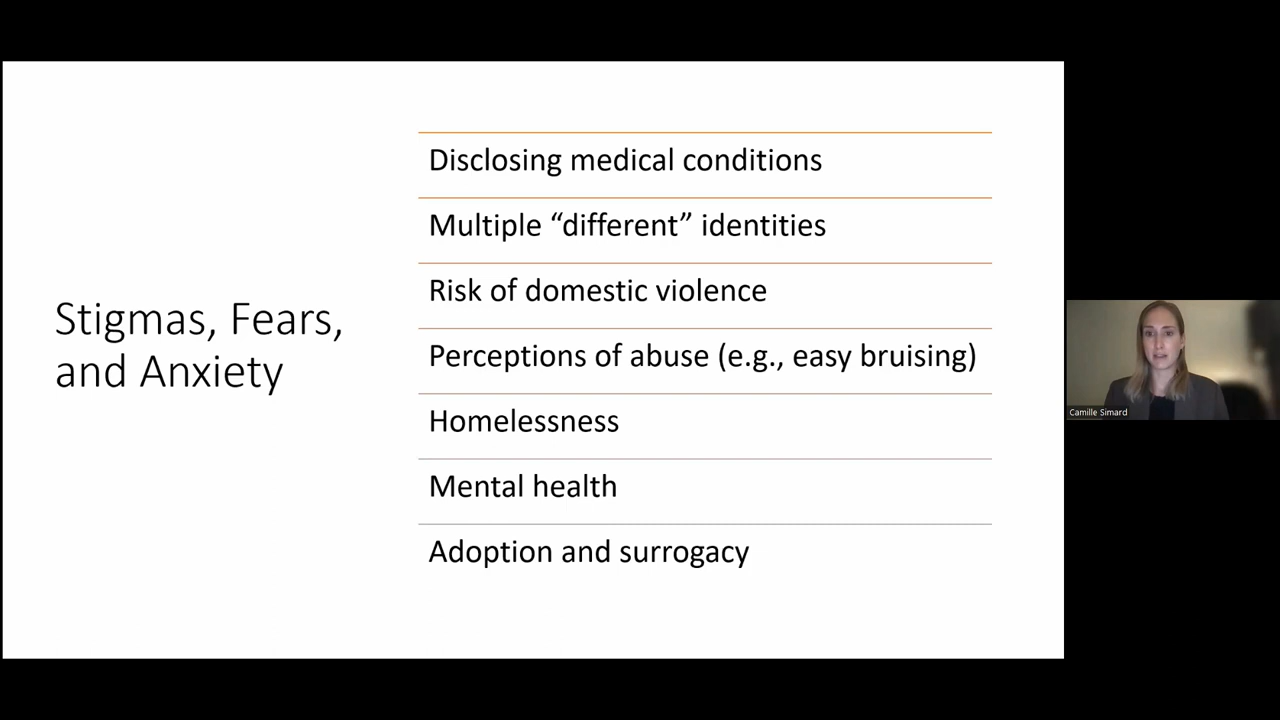 Stigmas, Fears,
and Anxiety
Disclosing medical conditions
Multiple “different” identities
Risk of domestic violence
Perceptions of abuse (e.g., easy bruising)
Homelessness
Mental health
Adoption and surrogacy
Camille Simard